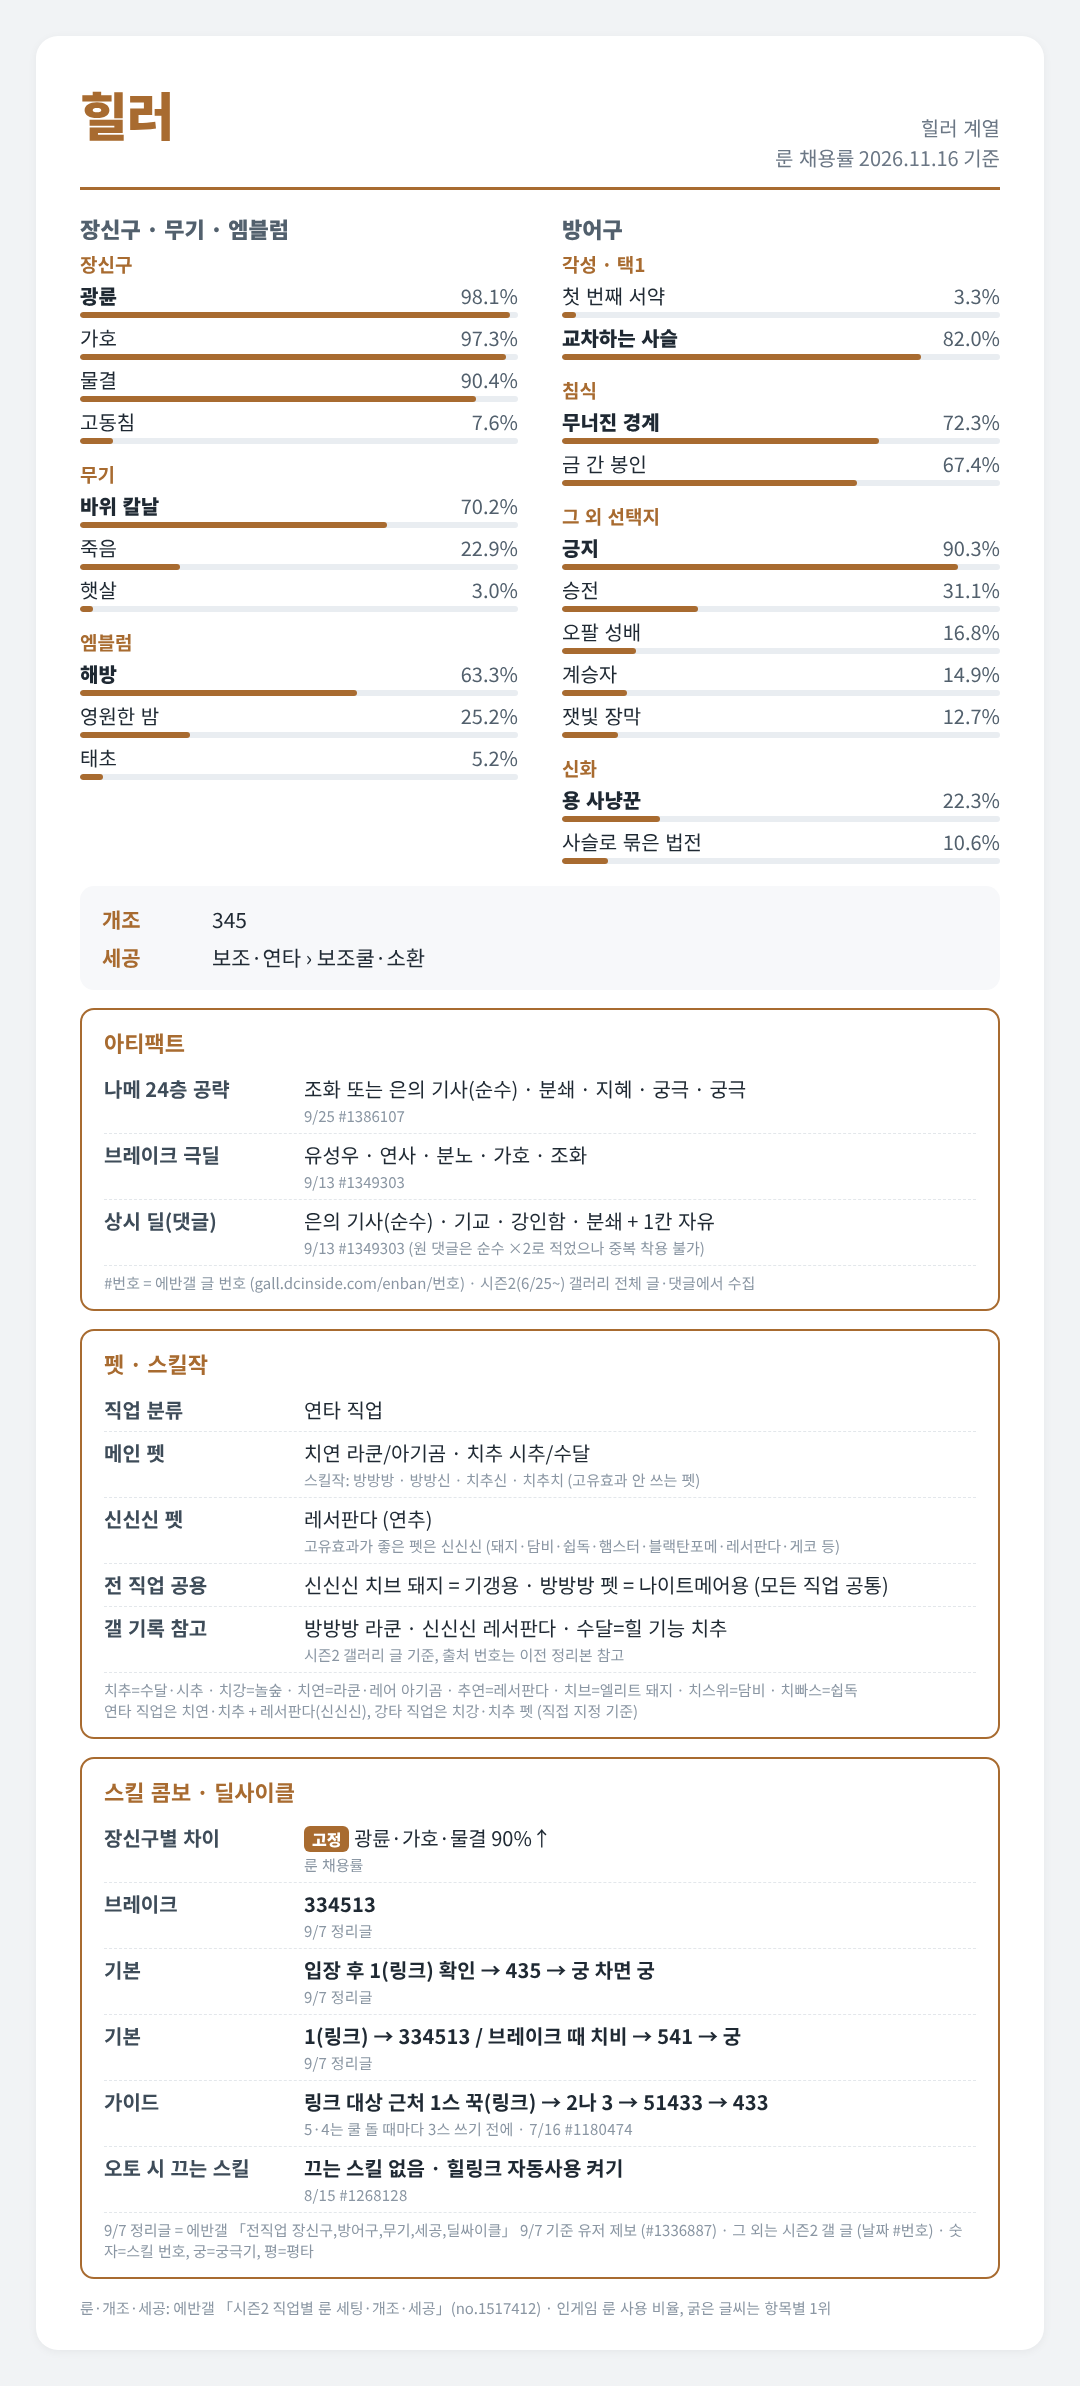 힐러
힐러 계열
룬 채용률 2026.11.16 기준
장신구 · 무기 · 엠블럼
장신구
광륜 98.1%
가호 97.3%
물결 90.4%
고동침 7.6%
무기
바위 칼날 70.2%
죽음 22.9%
햇살 3.0%
엠블럼
해방 63.3%
영원한 밤 25.2%
태초 5.2%
방어구
각성 · 택1
첫 번째 서약 3.3%
교차하는 사슬 82.0%
침식
무너진 경계 72.3%
금 간 봉인 67.4%
그 외 선택지
긍지 90.3%
승전 31.1%
오팔 성배 16.8%
계승자 14.9%
잿빛 장막 12.7%
신화
용 사냥꾼 22.3%
사슬로 묶은 법전 10.6%
개조 345
세공 보조·연타 › 보조쿨·소환
아티팩트
나메 24층 공략 조화 또는 은의 기사(순수) · 분쇄 · 지혜 · 궁극 · 궁극
9/25 #1386107
브레이크 극딜 유성우 · 연사 · 분노 · 가호 · 조화
9/13 #1349303
상시 딜(댓글) 은의 기사(순수) · 기교 · 강인함 · 분쇄 + 1칸 자유
9/13 #1349303 (원 댓글은 순수 ×2로 적었으나 중복 착용 불가)
#번호 = 에반갤 글 번호 (gall.dcinside.com/enban/번호) · 시즌2(6/25~) 갤러리 전체 글·댓글에서 수집
펫 · 스킬작
직업 분류 연타 직업
메인 펫 치연 라쿤/아기곰 · 치추 시추/수달
스킬작: 방방방 · 방방신 · 치추신 · 치추치 (고유효과 안 쓰는 펫)
신신신 펫 레서판다 (연추)
고유효과가 좋은 펫은 신신신 (돼지·담비·쉽독·햄스터·블랙탄포메·레서판다·게코 등)
전 직업 공용 신신신 치브 돼지 = 기갱용 · 방방방 펫 = 나이트메어용 (모든 직업 공통)
갤 기록 참고 방방방 라쿤 · 신신신 레서판다 · 수달=힐 기능 치추
시즌2 갤러리 글 기준, 출처 번호는 이전 정리본 참고
치추=수달·시추 · 치강=놀숲 · 치연=라쿤·레어 아기곰 · 추연=레서판다 · 치브=엘리트 돼지 · 치스위=담비 · 치빠스=쉽독
연타 직업은 치연·치추 + 레서판다(신신신), 강타 직업은 치강·치추 펫 (직접 지정 기준)
스킬 콤보 · 딜사이클
장신구별 차이 고정 광륜·가호·물결 90%↑
룬 채용률
브레이크 334513
9/7 정리글
기본 입장 후 1(링크) 확인 → 435 → 궁 차면 궁
9/7 정리글
기본 1(링크) → 334513 / 브레이크 때 치비 → 541 → 궁
9/7 정리글
가이드 링크 대상 근처 1스 꾹(링크) → 2나 3 → 51433 → 433
5·4는 쿨 돌 때마다 3스 쓰기 전에 · 7/16 #1180474
오토 시 끄는 스킬 끄는 스킬 없음 · 힐링크 자동사용 켜기
8/15 #1268128
9/7 정리글 = 에반갤 「전직업 장신구,방어구,무기,세공,딜싸이클」 9/7 기준 유저 제보 (#1336887) · 그 외는 시즌2 갤 글 (날짜 #번호) · 숫
자=스킬 번호, 궁=궁극기, 평=평타
룬·개조·세공: 에반갤 「시즌2 직업별 룬 세팅·개조·세공」(no.1517412) · 인게임 룬 사용 비율, 굵은 글씨는 항목별 1위